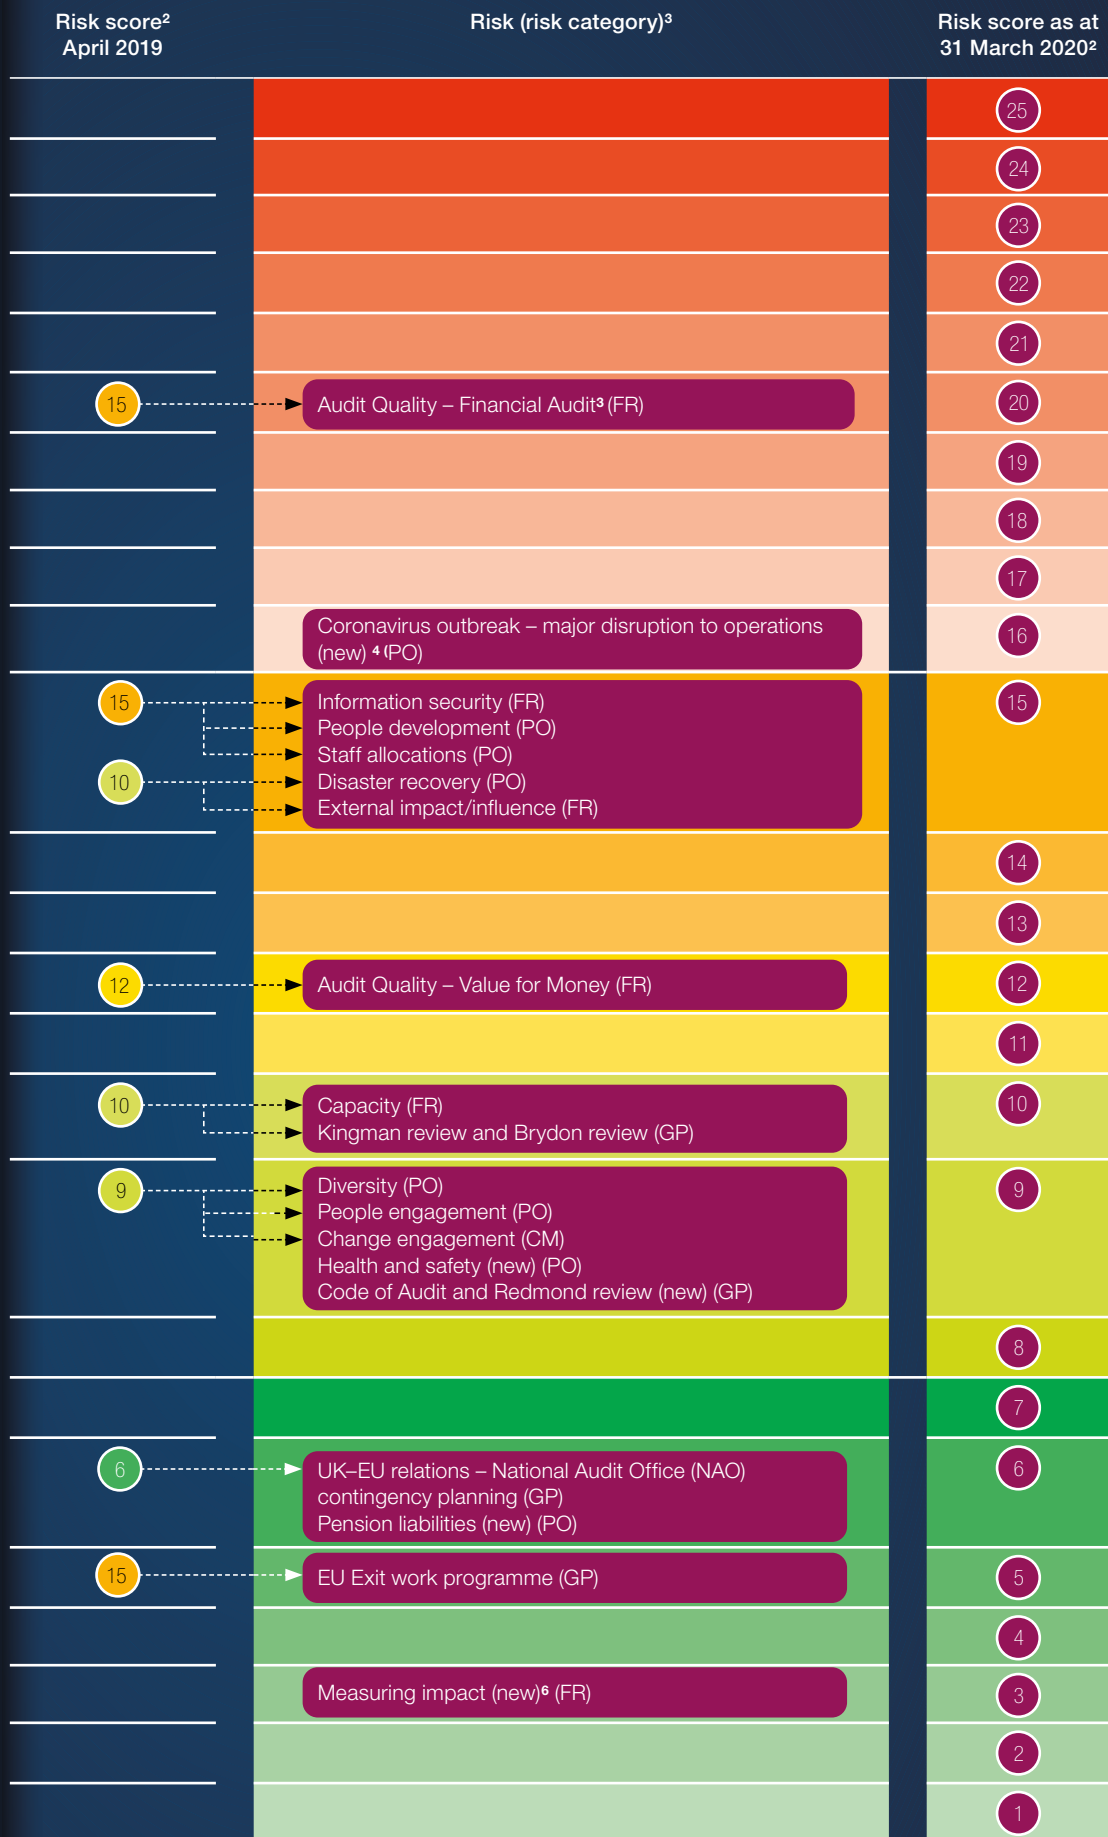 Risk score²
April 2019
Risk (risk category)³
Risk score as at
31 March 2020²
25
24
23
22
21
15
Audit Quality – Financial Audit³ (FR)
20
19
18
17
Coronavirus outbreak – major disruption to operations
(new) ⁴ ⁽PO)
16
15
Information security (FR)
15
People development (PO)
Staff allocations (PO)
10
Disaster recovery (PO)
External impact/influence (FR)
14
13
12
Audit Quality – Value for Money (FR)
12
11
10
Capacity (FR)
10
Kingman review and Brydon review (GP)
9
Diversity (PO)
9
People engagement (PO)
Change engagement (CM)
Health and safety (new) (PO)
Code of Audit and Redmond review (new) (GP)
8
7
6
UK–EU relations – National Audit Office (NAO)
6
contingency planning (GP)
Pension liabilities (new) (PO)
15
EU Exit work programme (GP)
5
4
Measuring impact (new)⁶ (FR)
3
2
1